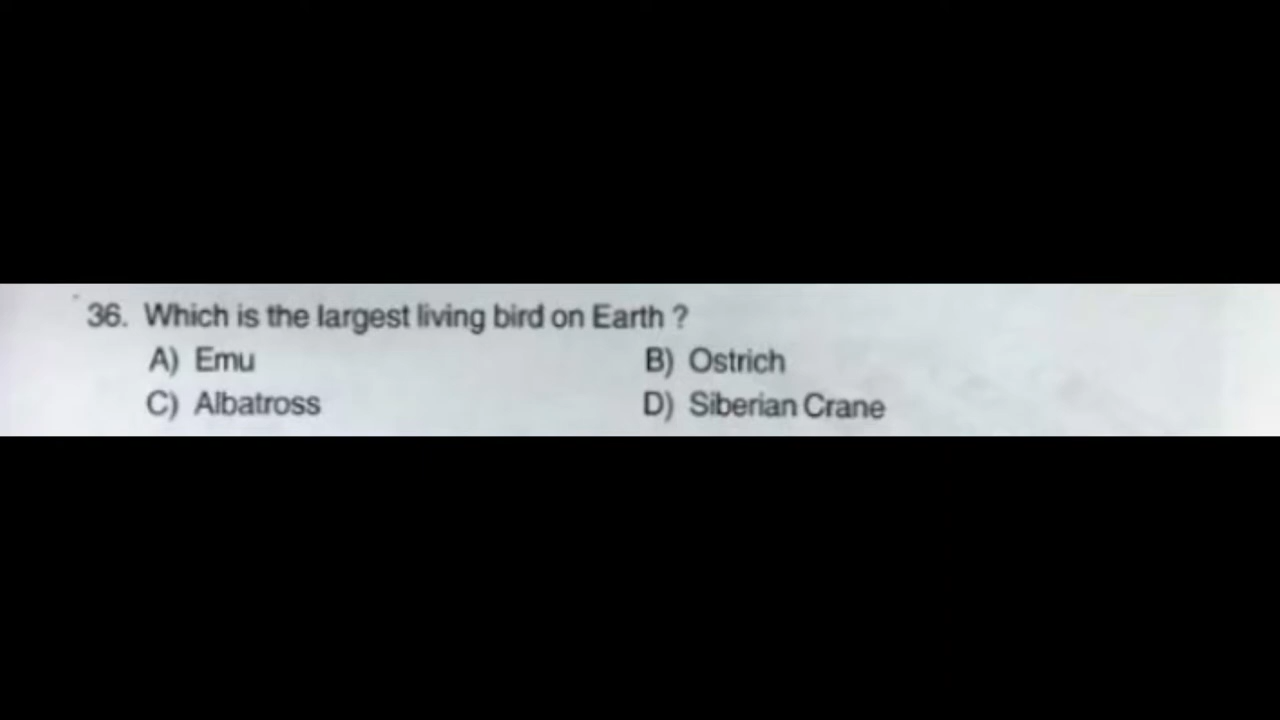 36. Which is the largest living bird on Earth ?
A) Emu B) Ostrich
C) Albatross D) Siberian Crane